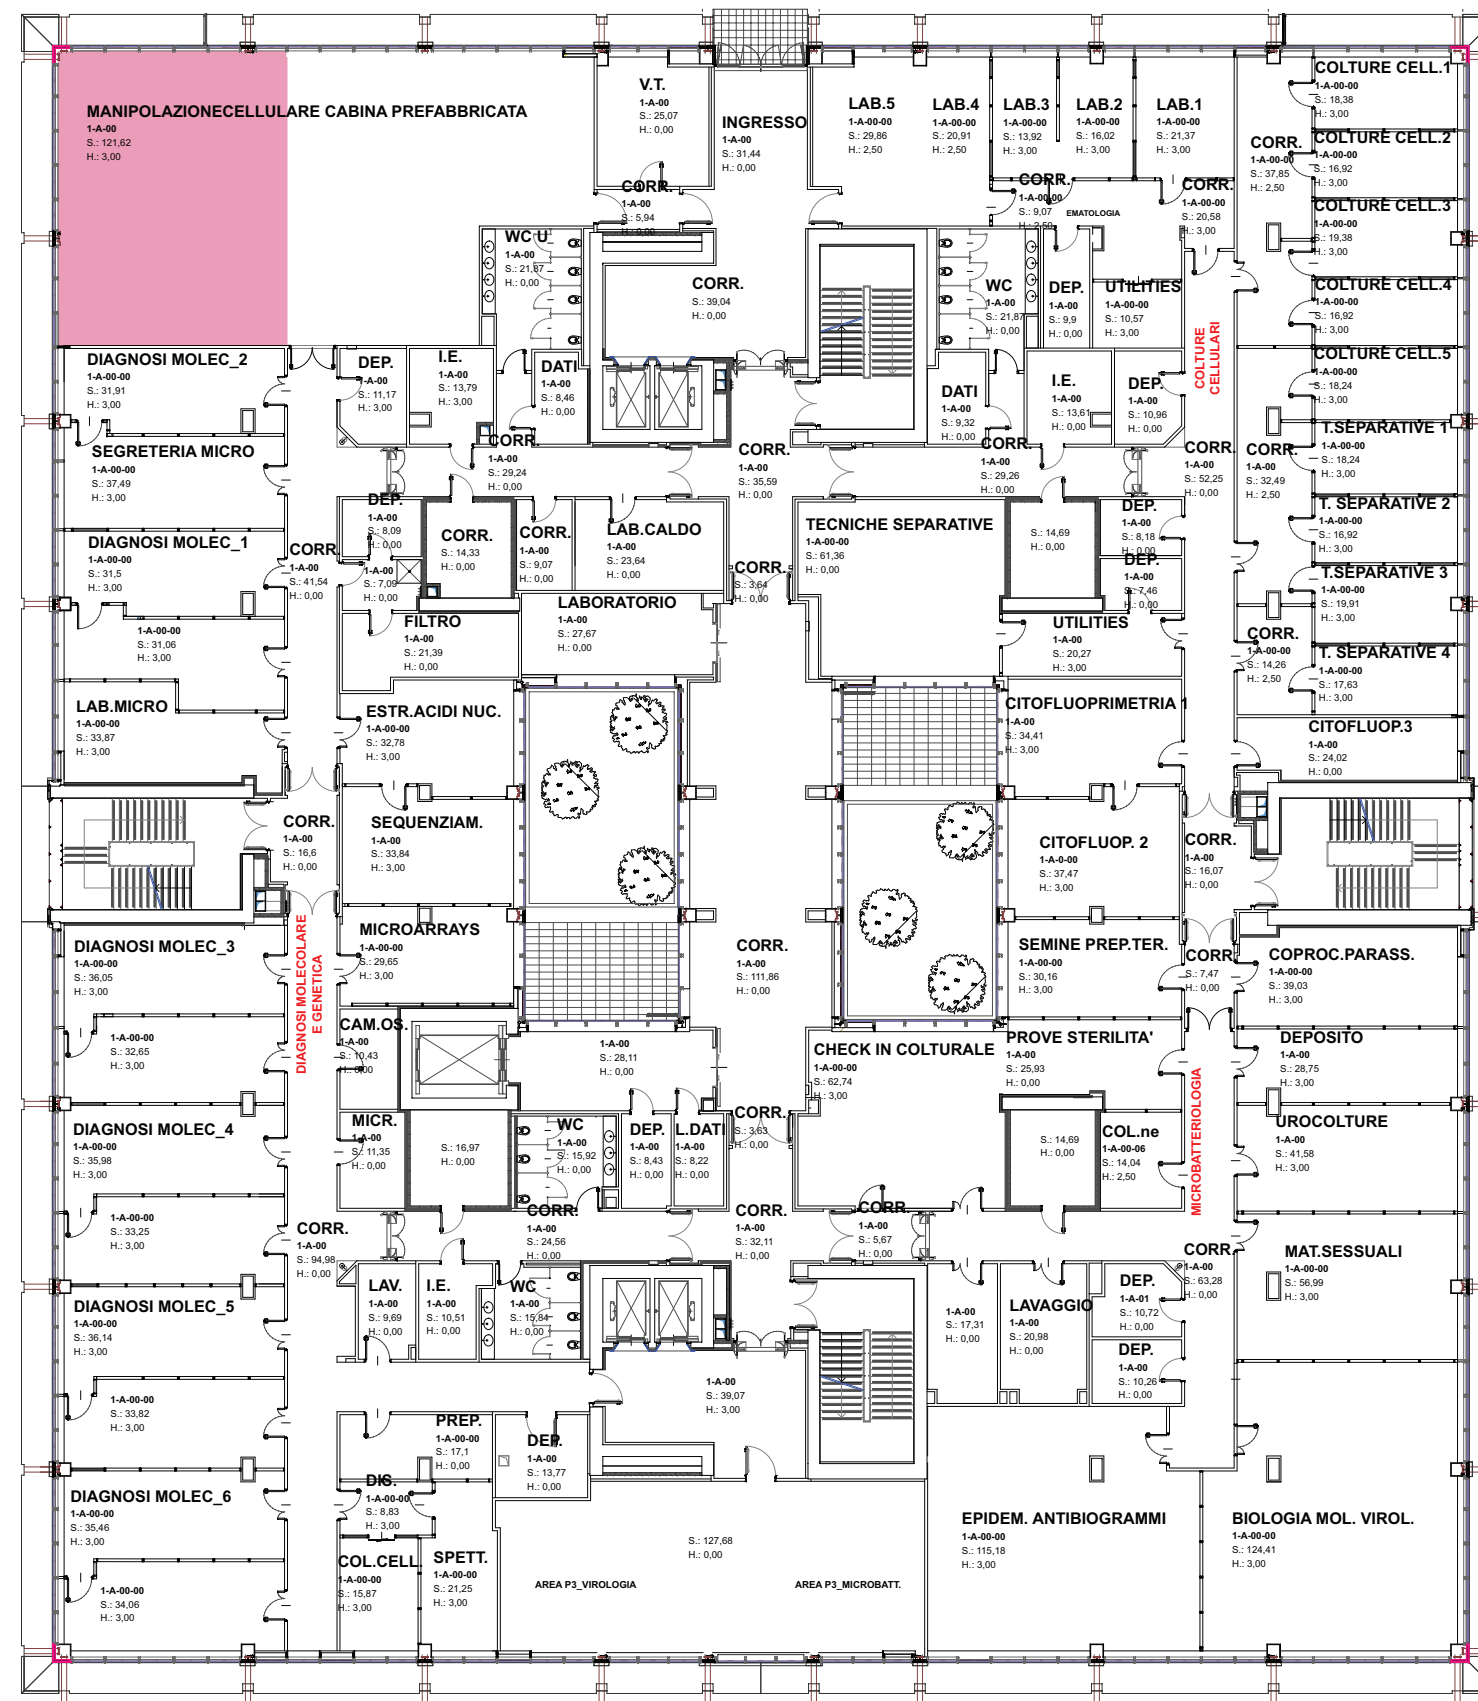 MANIPOLAZIONECELLULARE CABINA PREFABBRICATA
1-A-00
S.: 121,62
H.: 3,00
V.T.
1-A-00
S.: 25,07
H.: 0,00
INGRESSO
1-A-00
S.: 31,44
H.: 0,00
LAB.5
1-A-00-00
S.: 29,86
H.: 2,50
LAB.4
1-A-00-00
S.: 20,91
H.: 2,50
LAB.3
1-A-00-00
S.: 13,92
H.: 3,00
LAB.2
1-A-00-00
S.: 16,02
H.: 3,00
LAB.1
1-A-00-00
S.: 21,37
H.: 3,00
COLTURE CELL.1
1-A-00-00
S.: 18,38
H.: 3,00
CORR.
1-A-00-00
S.: 37,85
H.: 2,50
COLTURE CELL.2
1-A-00-00
S.: 16,92
H.: 3,00
CORR.
1-A-00
S.: 5,94
H.: 0,00
CORR.
1-A-00-00
S.: 9,07
H.: 2,50
EMATOLOGIA
CORR.
1-A-00-00
S.: 20,58
H.: 3,00
COLTURE CELL.3
1-A-00-00
S.: 19,38
H.: 3,00
WC U
1-A-00
S.: 21,87
H.: 0,00
CORR.
1-A-00
S.: 39,04
H.: 0,00
WC
1-A-00
S.: 21,87
H.: 0,00
DEP.
1-A-00
S.: 9,9
H.: 0,00
UTILITIES
1-A-00-00
S.: 10,57
H.: 3,00
COLTURE CELL.4
1-A-00-00
S.: 16,92
H.: 3,00
COLTURE
CELLULARI
DIAGNOSI MOLEC_2
1-A-00-00
S.: 31,91
H.: 3,00
DEP.
1-A-00
S.: 11,17
H.: 3,00
I.E.
1-A-00
S.: 13,79
H.: 3,00
DATI
1-A-00
S.: 8,46
H.: 0,00
DATI
1-A-00
S.: 9,32
H.: 0,00
I.E.
1-A-00
S.: 13,61
H.: 0,00
DEP.
1-A-00
S.: 10,96
H.: 0,00
COLTURE CELL.5
1-A-00-00
S.: 18,24
H.: 3,00
SEGRETERIA MICRO
1-A-00-00
S.: 37,49
H.: 3,00
CORR.
1-A-00
S.: 29,24
H.: 0,00
CORR.
1-A-00
S.: 35,59
H.: 0,00
CORR.
1-A-00
S.: 29,26
H.: 0,00
CORR.
1-A-00-00
S.: 52,25
H.: 0,00
CORR.
1-A-00
S.: 32,49
H.: 2,50
T.SEPARATIVE 1
1-A-00-00
S.: 18,24
H.: 3,00
DIAGNOSI MOLEC_1
1-A-00-00
S.: 31,5
H.: 3,00
CORR.
1-A-00
S.: 41,54
H.: 0,00
DEP.
1-A-00
S.: 8,09
H.: 0,00
1-A-00
S.: 7,09
H.: 0,00
CORR.
S.: 14,33
H.: 0,00
CORR.
1-A-00
S.: 9,07
H.: 0,00
LAB.CALDO
1-A-00
S.: 23,64
H.: 0,00
CORR.
S.: 3,64
H.: 0,00
TECNICHE SEPARATIVE
1-A-00-00
S.: 61,36
H.: 0,00
S.: 14,69
H.: 0,00
DEP.
1-A-00
S.: 8,18
H.: 0,00
DEP.
1-A-00
S.: 7,46
H.: 0,00
T. SEPARATIVE 2
1-A-00-00
S.: 16,92
H.: 3,00
T.SEPARATIVE 3
1-A-00-00
S.: 19,91
H.: 3,00
1-A-00-00
S.: 31,06
H.: 3,00
FILTRO
1-A-00
S.: 21,39
H.: 0,00
LABORATORIO
1-A-00
S.: 27,67
H.: 0,00
UTILITIES
1-A-00
S.: 20,27
H.: 3,00
CORR.
1-A-00-00
S.: 14,26
H.: 2,50
T. SEPARATIVE 4
1-A-00-00
S.: 17,63
H.: 3,00
LAB.MICRO
1-A-00-00
S.: 33,87
H.: 3,00
ESTR.ACIDI NUC.
1-A-00-00
S.: 32,78
H.: 3,00
CITOFLUOPRIMETRIA 1
1-A-00
S.: 34,41
H.: 3,00
CITOFLUOP.3
1-A-00
S.: 24,02
H.: 0,00
CORR.
1-A-00
S.: 16,6
H.: 0,00
SEQUENZIAM.
1-A-00
S.: 33,84
H.: 3,00
CITOFLUOP. 2
1-A-0-00
S.: 37,47
H.: 3,00
CORR.
1-A-00
S.: 16,07
H.: 0,00
DIAGNOSI MOLECOLARE
E GENETICA
DIAGNOSI MOLEC_3
1-A-00-00
S.: 36,05
H.: 3,00
MICROARRAYS
1-A-00-00
S.: 29,65
H.: 3,00
CORR.
1-A-00
S.: 111,86
H.: 0,00
SEMINE PREP.TER.
1-A-00-00
S.: 30,16
H.: 3,00
CORR.
S.: 7,47
H.: 0,00
COPROC.PARASS.
1-A-00-00
S.: 39,03
H.: 3,00
1-A-00-00
S.: 32,65
H.: 3,00
CAM.OS.
1-A-00
S.: 10,43
H.: 0,00
1-A-00
S.: 28,11
H.: 0,00
CHECK IN COLTURALE
1-A-00-00
S.: 62,74
H.: 3,00
PROVE STERILITA'
1-A-00
S.: 25,93
H.: 0,00
MICROBATTERIOLOGIA
DEPOSITO
1-A-00-00
S.: 28,75
H.: 3,00
DIAGNOSI MOLEC_4
1-A-00-00
S.: 35,98
H.: 3,00
MICR.
1-A-00
S.: 11,35
H.: 0,00
S.: 16,97
H.: 0,00
WC
1-A-00
S.: 15,92
H.: 0,00
DEP.
1-A-00
S.: 8,43
H.: 0,00
L.DATI
1-A-00
S.: 8,22
H.: 0,00
CORR.
S.: 3,63
H.: 0,00
S.: 14,69
H.: 0,00
COL.ne
1-A-00-06
S.: 14,04
H.: 2,50
UROCOLTURE
1-A-00
S.: 41,58
H.: 3,00
1-A-00-00
S.: 33,25
H.: 3,00
CORR.
1-A-00
S.: 94,98
H.: 0,00
CORR.
1-A-00
S.: 24,56
H.: 0,00
CORR.
1-A-00
S.: 32,11
H.: 0,00
CORR.
1-A-00
S.: 5,67
H.: 0,00
CORR.
1-A-00
S.: 63,28
H.: 0,00
MAT.SESSUALI
1-A-00-00
S.: 56,99
H.: 3,00
DIAGNOSI MOLEC_5
1-A-00-00
S.: 36,14
H.: 3,00
LAV.
1-A-00
S.: 9,69
H.: 0,00
I.E.
1-A-00
S.: 10,51
H.: 0,00
WC
1-A-00
S.: 15,84
H.: 0,00
1-A-00
S.: 17,31
H.: 0,00
LAVAGGIO
1-A-00
S.: 20,98
H.: 0,00
DEP.
1-A-01
S.: 10,72
H.: 0,00
DEP.
1-A-00
S.: 10,26
H.: 0,00
1-A-00-00
S.: 33,82
H.: 3,00
1-A-00
S.: 39,07
H.: 3,00
PREP.
1-A-00-00
S.: 17,1
H.: 0,00
DEP.
1-A-00
S.: 13,77
H.: 0,00
DIAGNOSI MOLEC_6
1-A-00-00
S.: 35,46
H.: 3,00
DIS.
1-A-00-00
S.: 8,83
H.: 3,00
EPIDEM. ANTIBIOGRAMMI
1-A-00-00
S.: 115,18
H.: 3,00
BIOLOGIA MOL. VIROL.
1-A-00-00
S.: 124,41
H.: 3,00
1-A-00-00
S.: 34,06
H.: 3,00
COL.CELL.
1-A-00-00
S.: 15,87
H.: 3,00
SPETT.
1-A-00-00
S.: 21,25
H.: 3,00
S.: 127,68
H.: 0,00
AREA P3_VIROLOGIA
AREA P3_MICROBATT.